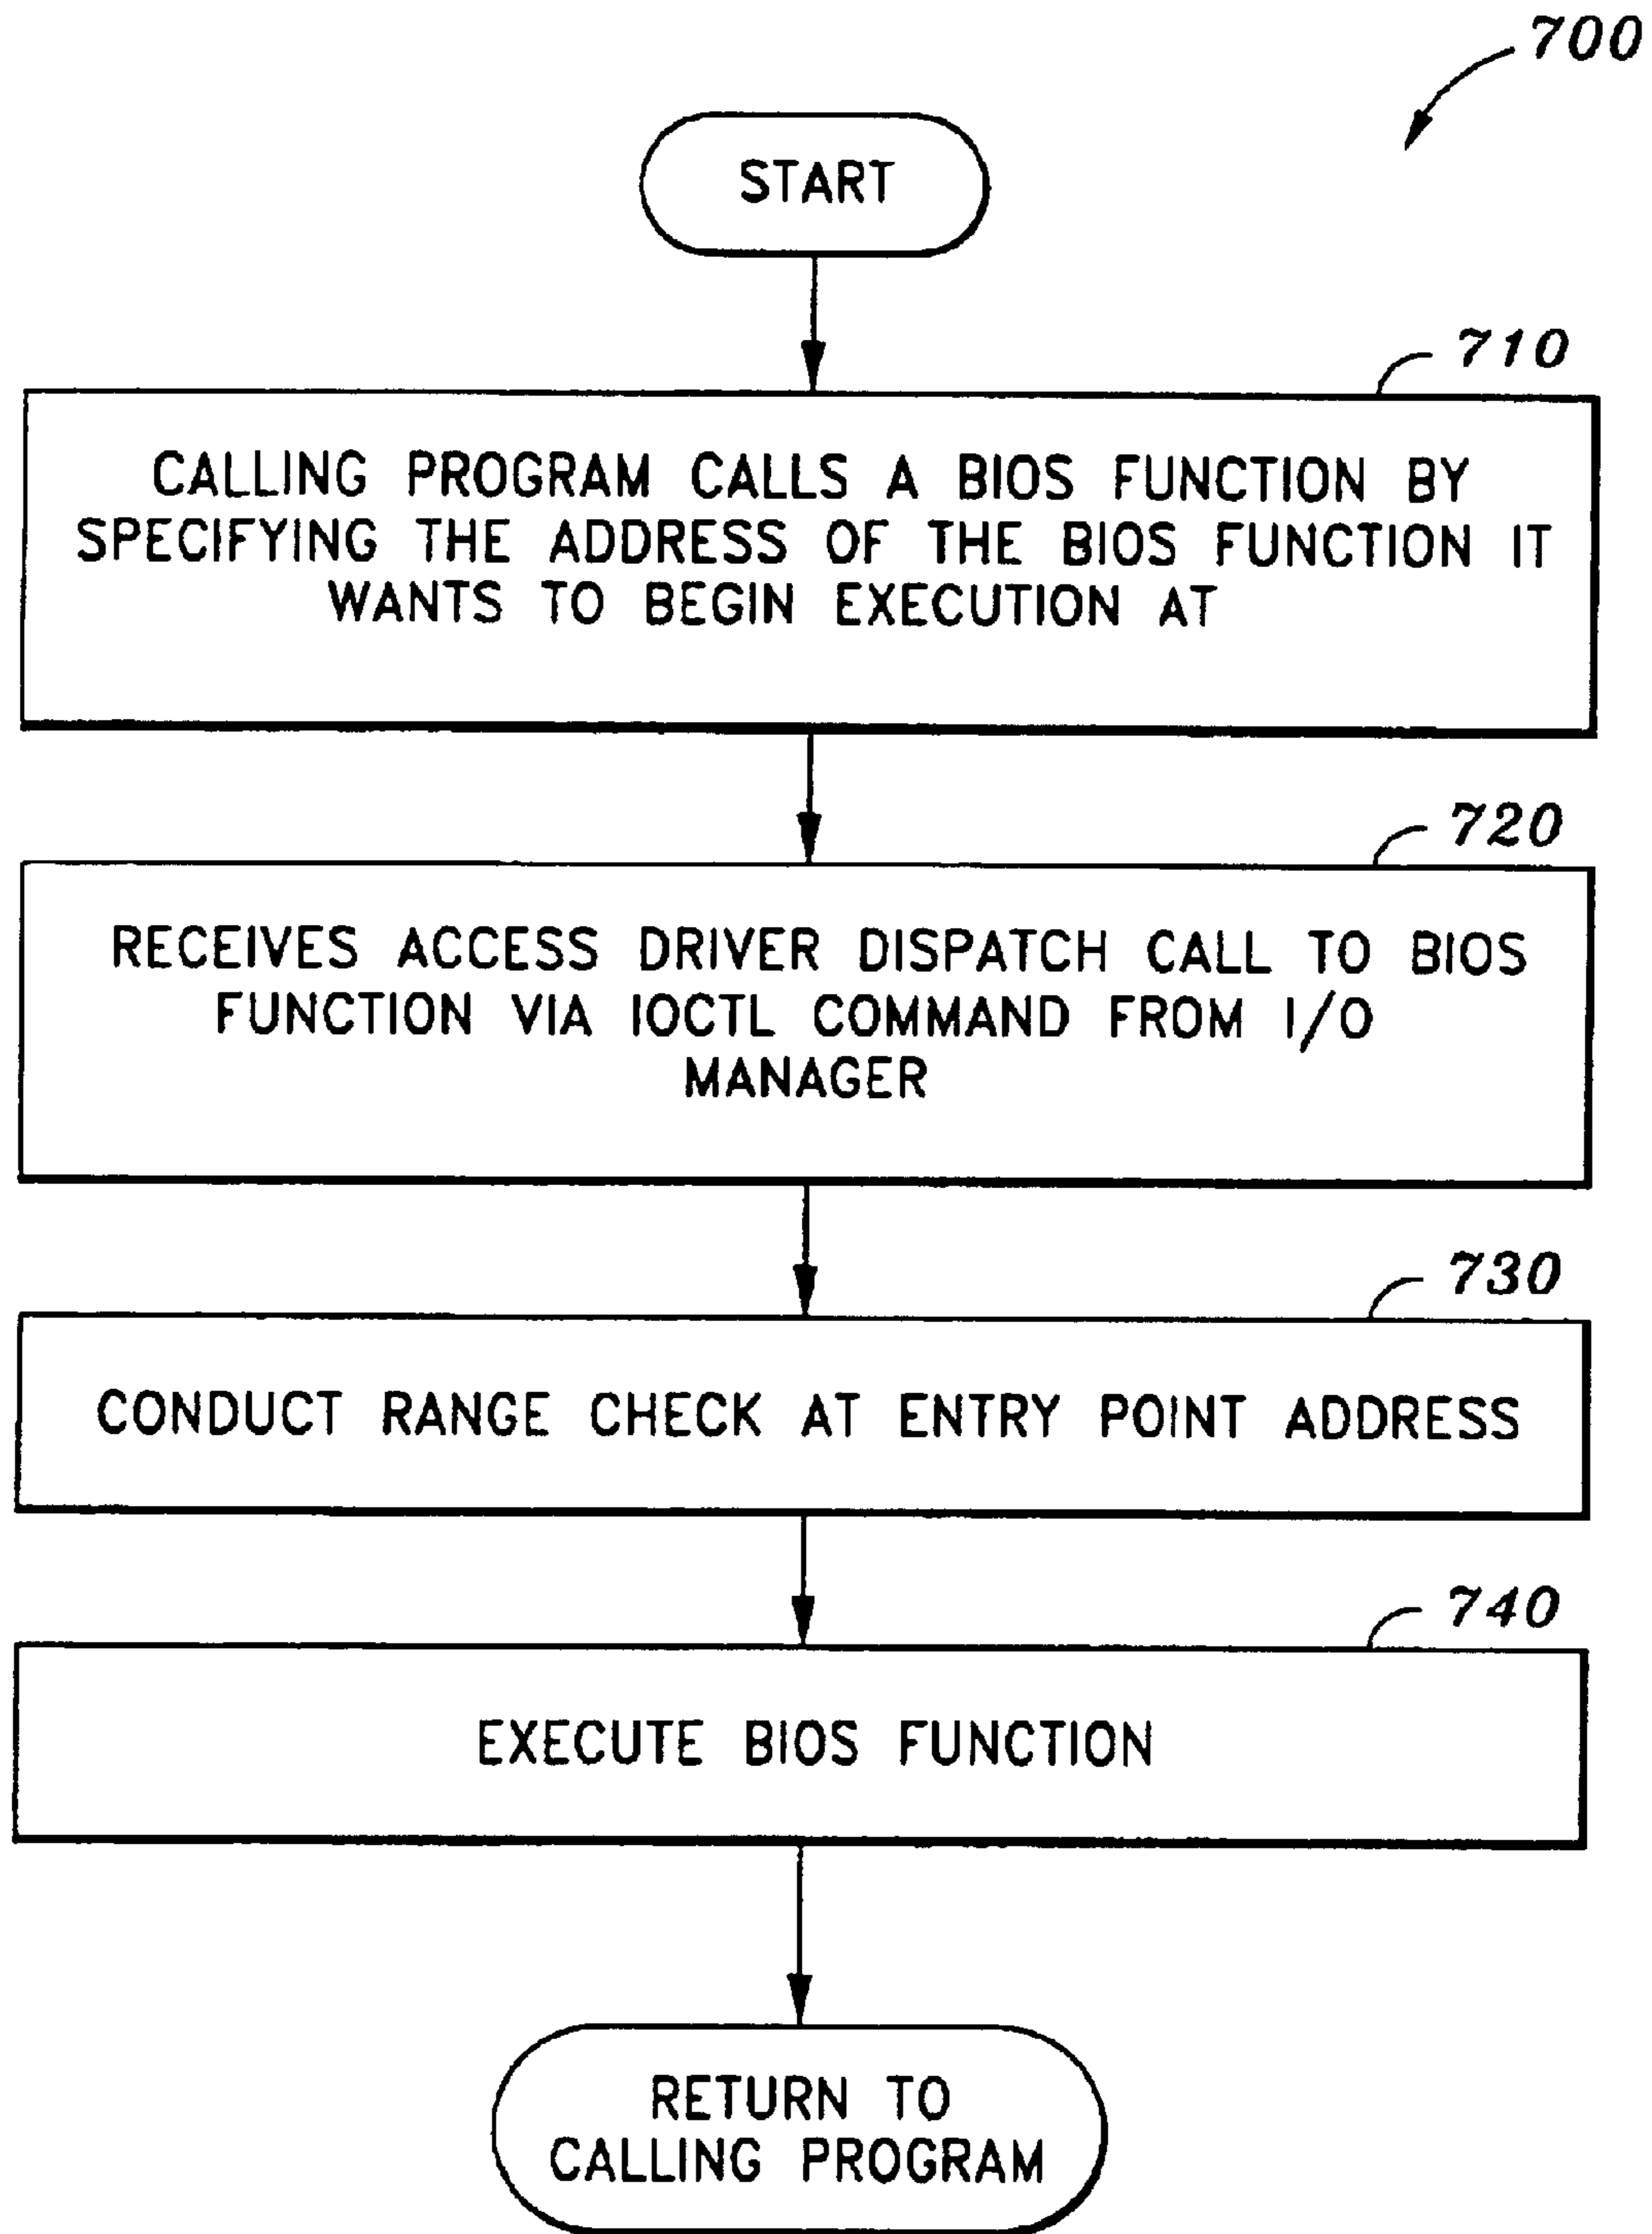 700
START
710
CALLING PROGRAM CALLS A BIOS FUNCTION BY
SPECIFYING THE ADDRESS OF THE BIOS FUNCTION IT
WANTS TO BEGIN EXECUTION AT
720
RECEIVES ACCESS DRIVER DISPATCH CALL TO BIOS
FUNCTION VIA IOCTL COMMAND FROM I/O
MANAGER
730
CONDUCT RANGE CHECK AT ENTRY POINT ADDRESS
740
EXECUTE BIOS FUNCTION
RETURN TO
CALLING PROGRAM